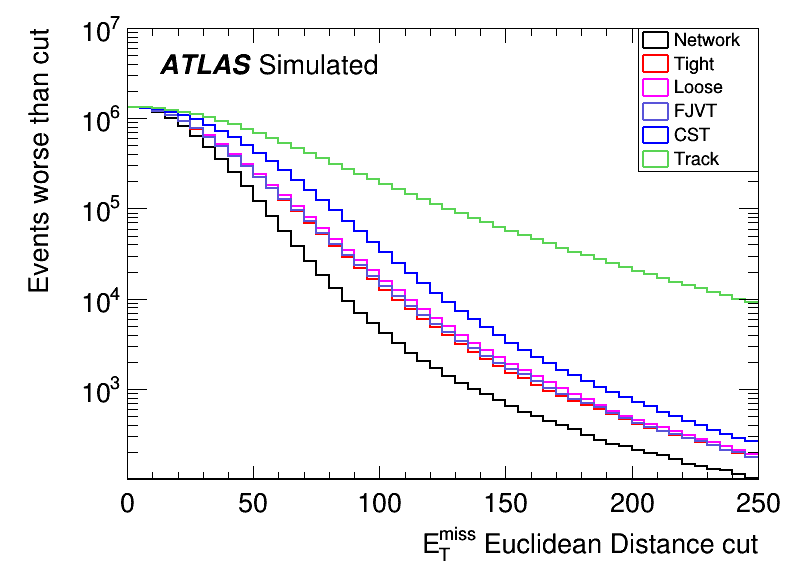 Events worse than cut
10^7
10^6
10^5
10^4
10^3
ATLAS Simulated
Network
Tight
Loose
FJVT
CST
Track
0 50 100 150 200 250
E_T^miss Euclidean Distance cut